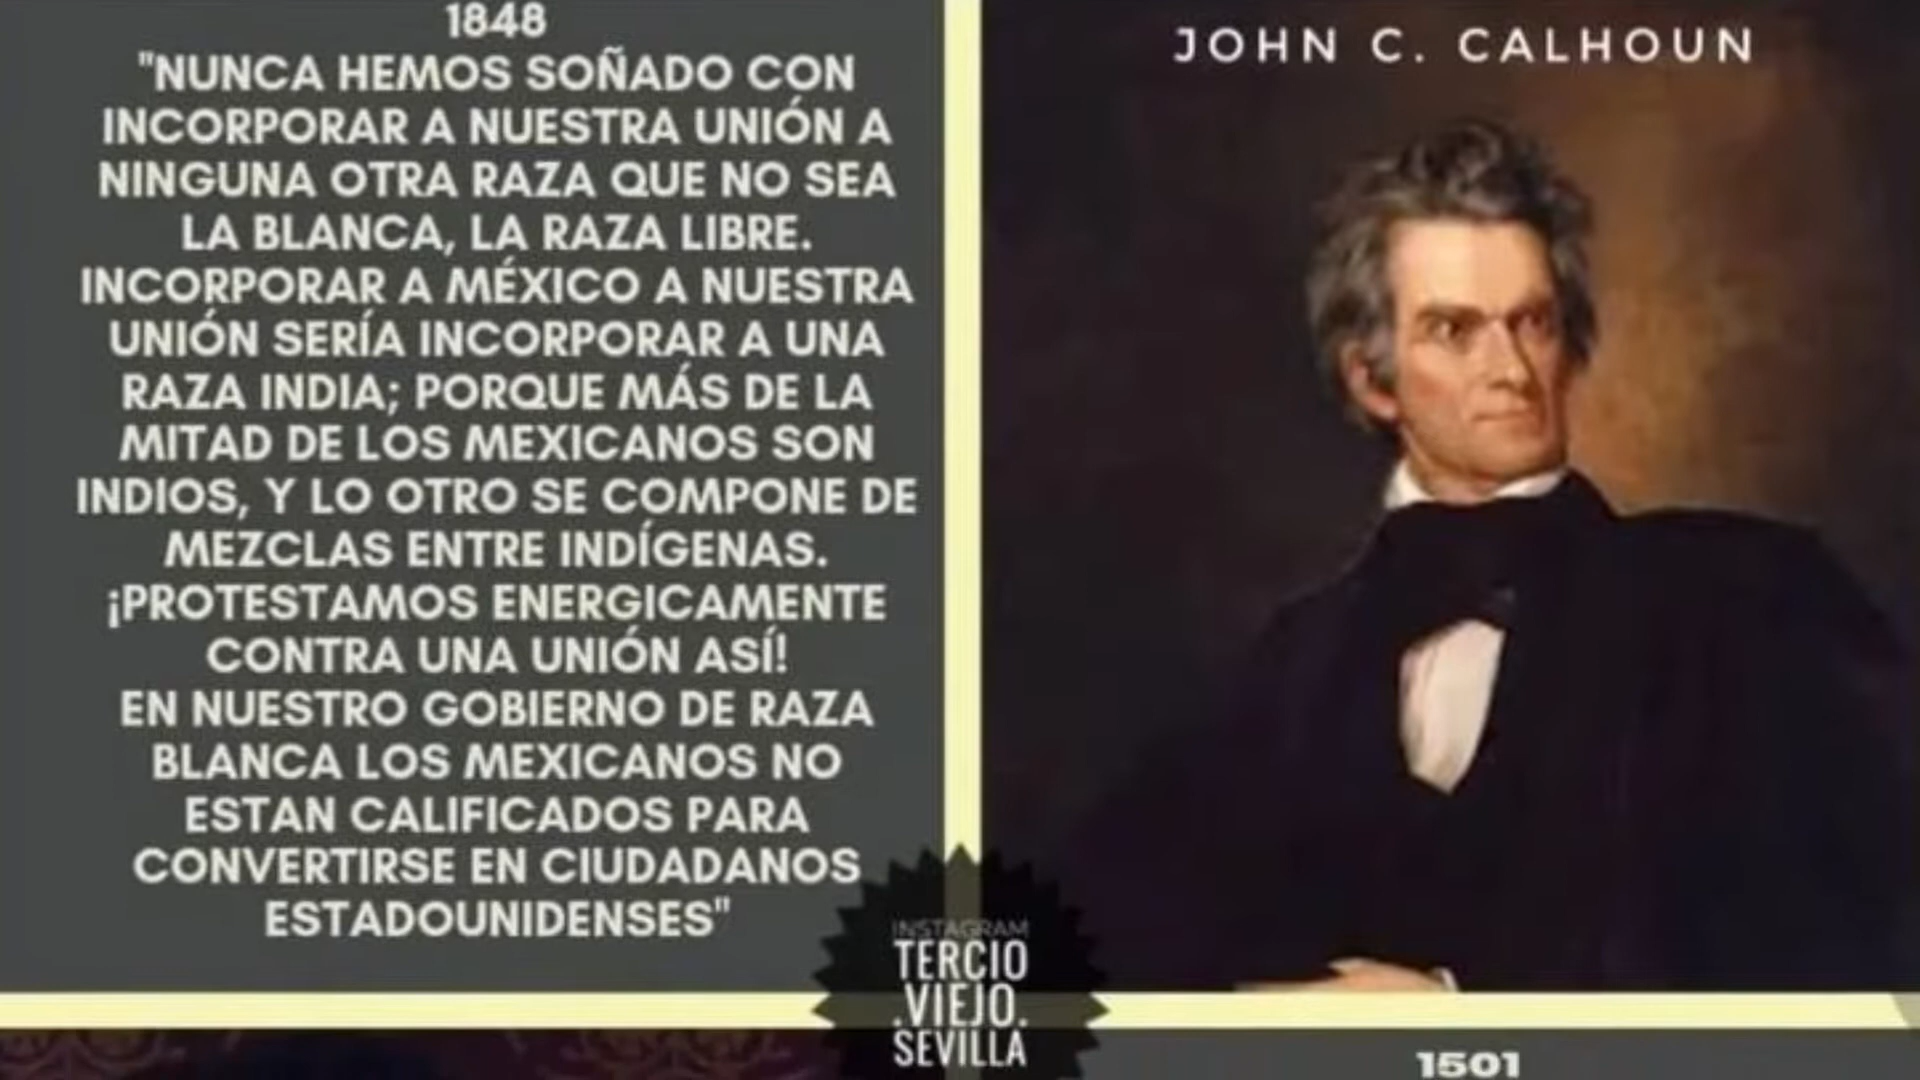 1848
"NUNCA HEMOS SOÑADO CON
INCORPORAR A NUESTRA UNIÓN A
NINGUNA OTRA RAZA QUE NO SEA
LA BLANCA, LA RAZA LIBRE.
INCORPORAR A MÉXICO A NUESTRA
UNIÓN SERÍA INCORPORAR A UNA
RAZA INDIA; PORQUE MÁS DE LA
MITAD DE LOS MEXICANOS SON
INDIOS, Y LO OTRO SE COMPONE DE
MEZCLAS ENTRE INDÍGENAS.
¡PROTESTAMOS ENERGICAMENTE
CONTRA UNA UNIÓN ASÍ!
EN NUESTRO GOBIERNO DE RAZA
BLANCA LOS MEXICANOS NO
ESTAN CALIFICADOS PARA
CONVERTIRSE EN CIUDADANOS
ESTADOUNIDENSES"
JOHN C. CALHOUN
INSTAGRAM
TERCIO
.VIEJO.
SEVILLA
1501